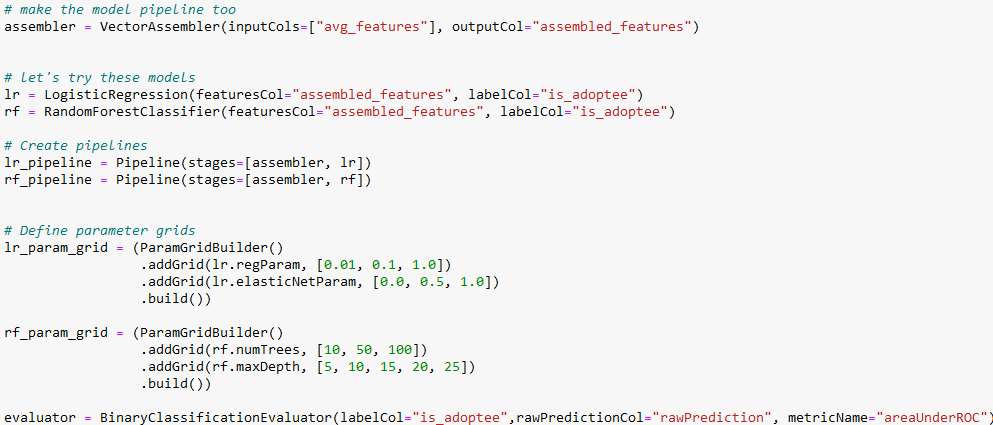 # make the model pipeline too
assembler = VectorAssembler(inputCols=["avg_features"], outputCol="assembled_features")
# let's try these models
lr = LogisticRegression(featuresCol="assembled_features", labelCol="is_adoptee")
rf = RandomForestClassifier(featuresCol="assembled_features", labelCol="is_adoptee")
# Create pipelines
lr_pipeline = Pipeline(stages=[assembler, lr])
rf_pipeline = Pipeline(stages=[assembler, rf])
# Define parameter grids
lr_param_grid = (ParamGridBuilder()
.addGrid(lr.regParam, [0.01, 0.1, 1.0])
.addGrid(lr.elasticNetParam, [0.0, 0.5, 1.0])
.build())
rf_param_grid = (ParamGridBuilder()
.addGrid(rf.numTrees, [10, 50, 100])
.addGrid(rf.maxDepth, [5, 10, 15, 20, 25])
.build())
evaluator = BinaryClassificationEvaluator(labelCol="is_adoptee",rawPredictionCol="rawPrediction", metricName="areaUnderROC")